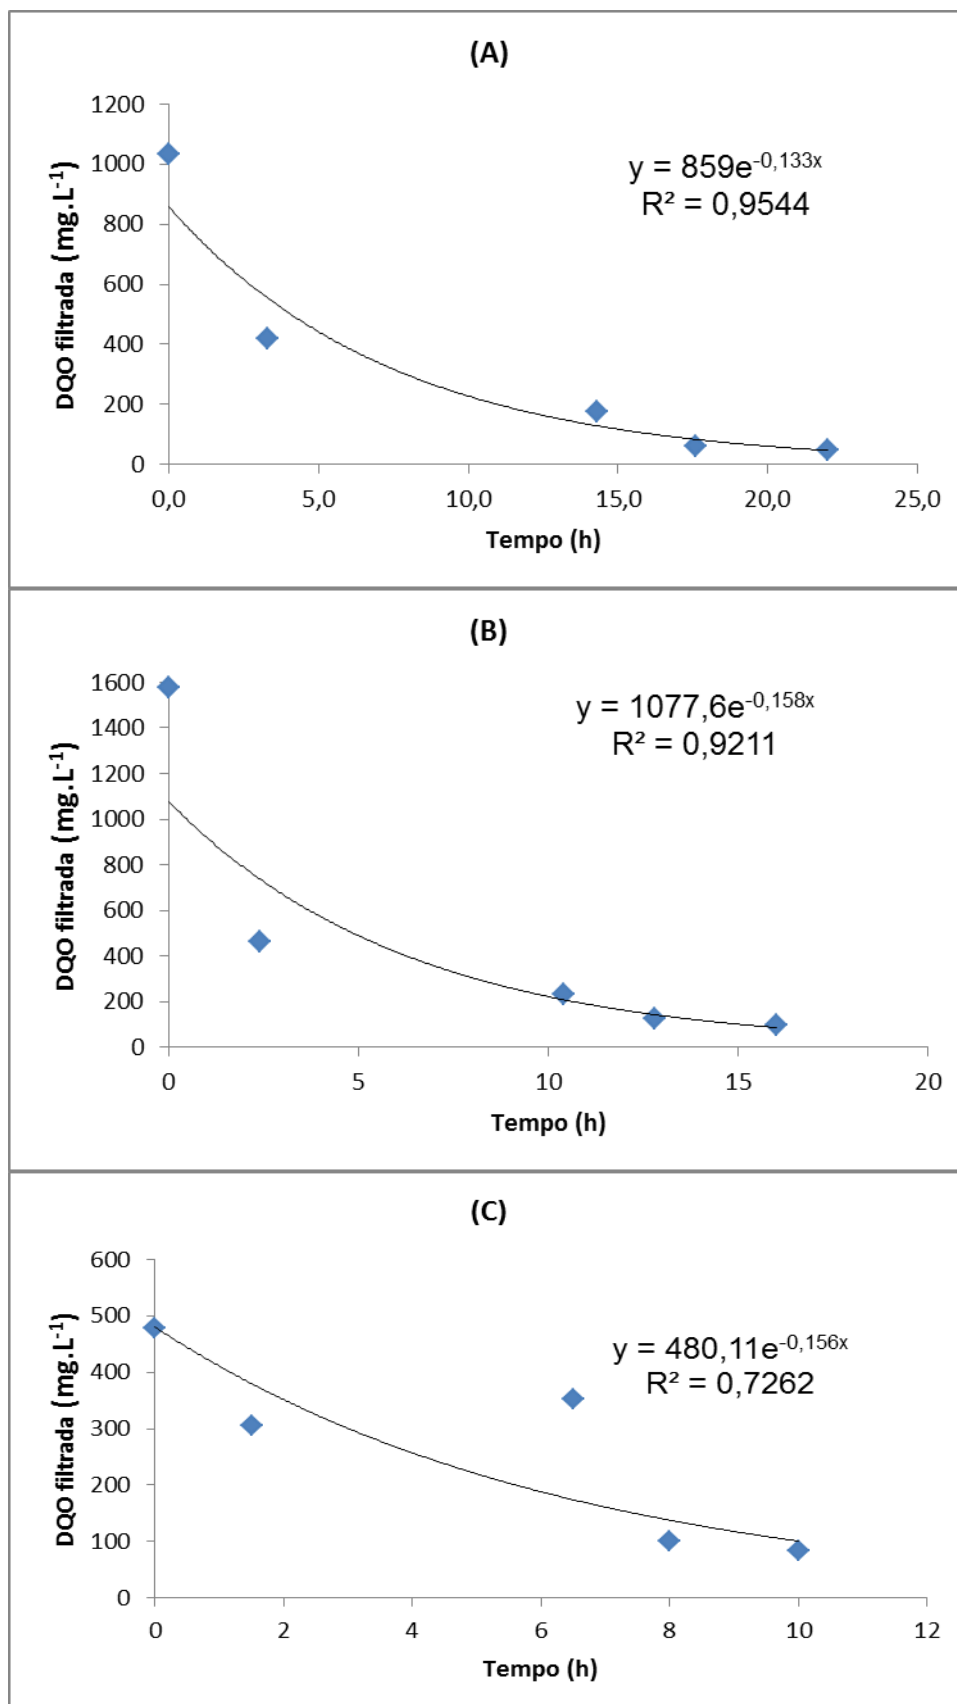 (A)
DQO filtrada (mg.L-1)
1200
1000
800
600
400
200
0
y = 859e-0,133x
R² = 0,9544
0,0 5,0 10,0 15,0 20,0 25,0
Tempo (h)
(B)
DQO filtrada (mg.L-1)
1600
1400
1200
1000
800
600
400
200
0
y = 1077,6e-0,158x
R² = 0,9211
0 5 10 15 20
Tempo (h)
(C)
DQO filtrada (mg.L-1)
600
500
400
300
200
100
0
y = 480,11e-0,156x
R² = 0,7262
0 2 4 6 8 10 12
Tempo (h)